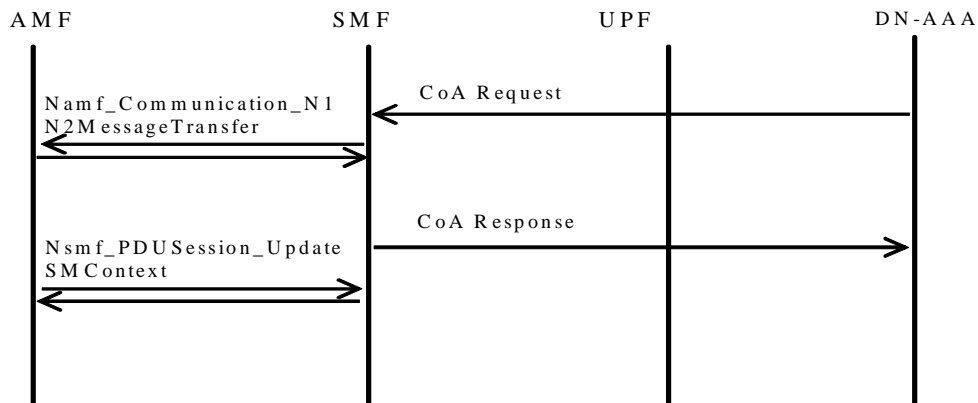 AMF SMF UPF DN-AAA
CoA Request
Namf_Communication_N1
N2MessageTransfer
CoA Response
Nsmf_PDUSession_Update
SMContext